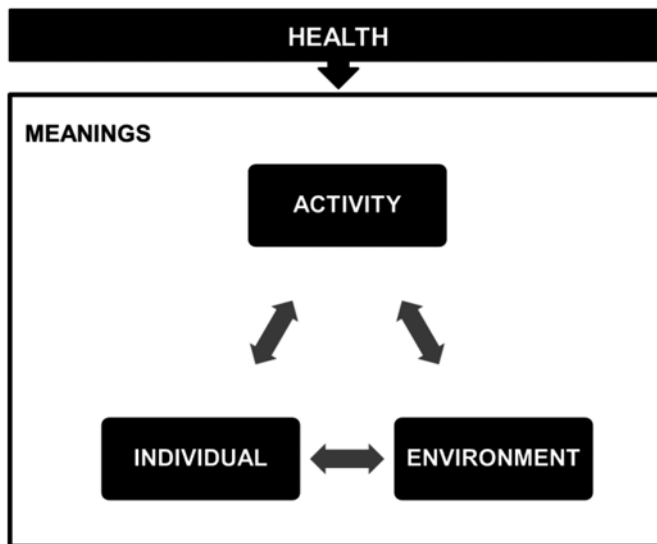 HEALTH
MEANINGS
ACTIVITY
INDIVIDUAL
ENVIRONMENT